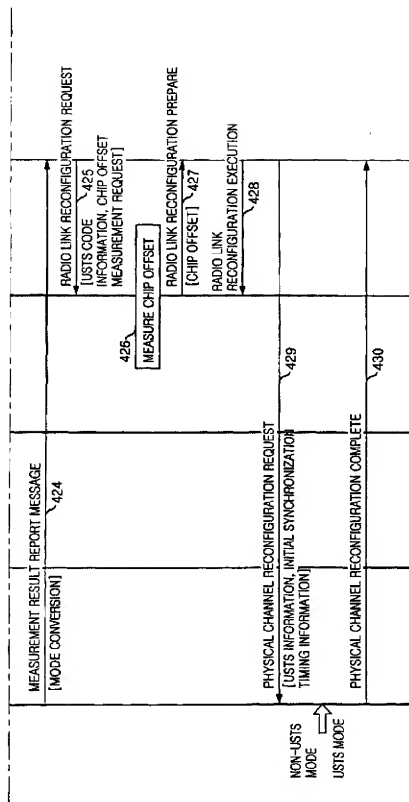 MEASUREMENT RESULT REPORT MESSAGE
424
[MODE CONVERSION]
RADIO LINK RECONFIGURATION REQUEST
425
[USTS CODE
INFORMATION, CHIP OFFSET
MEASUREMENT REQUEST]
426
MEASURE CHIP OFFSET
RADIO LINK RECONFIGURATION PREPARE
427
[CHIP OFFSET]
RADIO LINK
RECONFIGURATION EXECUTION
428
PHYSICAL CHANNEL RECONFIGURATION REQUEST
429
[USTS INFORMATION, INITIAL SYNCHRONIZATION
TIMING INFORMATION]
NON-USTS
MODE
USTS MODE
PHYSICAL CHANNEL RECONFIGURATION COMPLETE
430